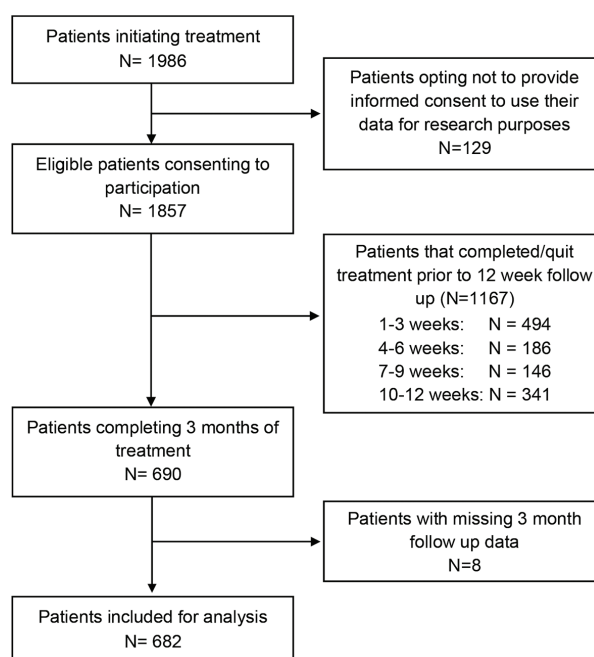 Patients initiating treatment
N= 1986
Patients opting not to provide
informed consent to use their
data for research purposes
N=129
Eligible patients consenting to
participation
N= 1857
Patients that completed/quit
treatment prior to 12 week follow
up (N=1167)
1-3 weeks: N = 494
4-6 weeks: N = 186
7-9 weeks: N = 146
10-12 weeks: N = 341
Patients completing 3 months of
treatment
N= 690
Patients with missing 3 month
follow up data
N=8
Patients included for analysis
N= 682